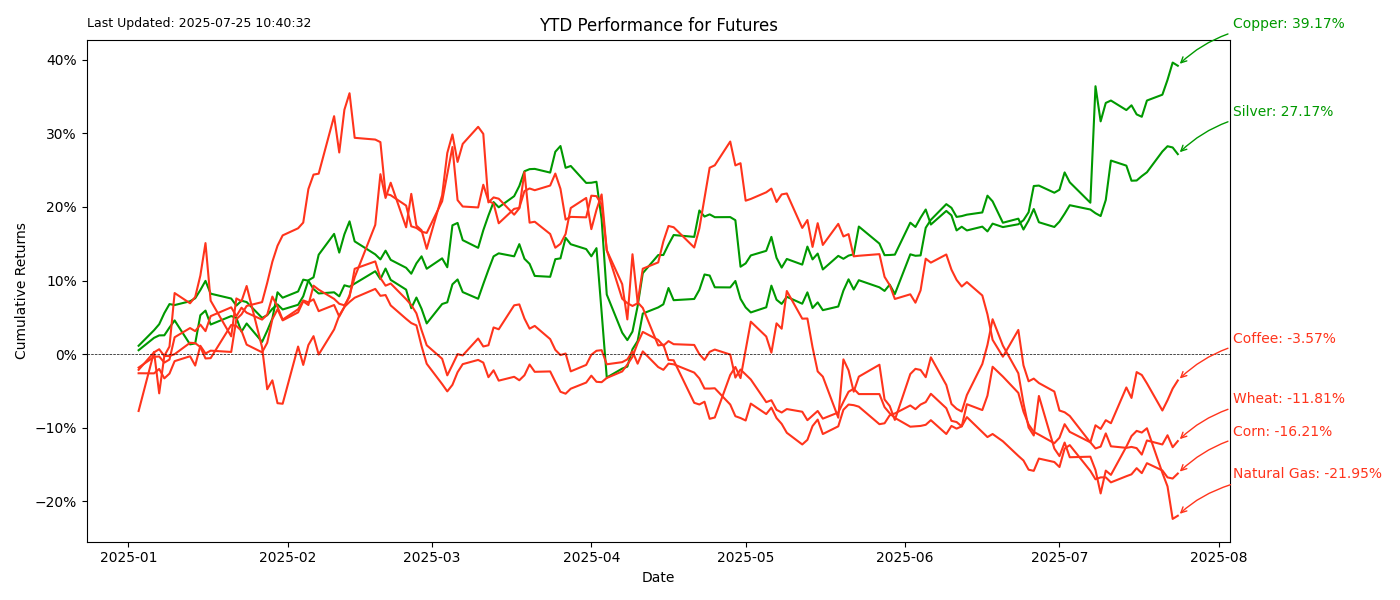 Last Updated: 2025-07-25 10:40:32
YTD Performance for Futures
Copper: 39.17%
Silver: 27.17%
Coffee: -3.57%
Wheat: -11.81%
Corn: -16.21%
Natural Gas: -21.95%
Cumulative Returns
40%
30%
20%
10%
0%
−10%
−20%
2025-01
2025-02
2025-03
2025-04
2025-05
2025-06
2025-07
2025-08
Date